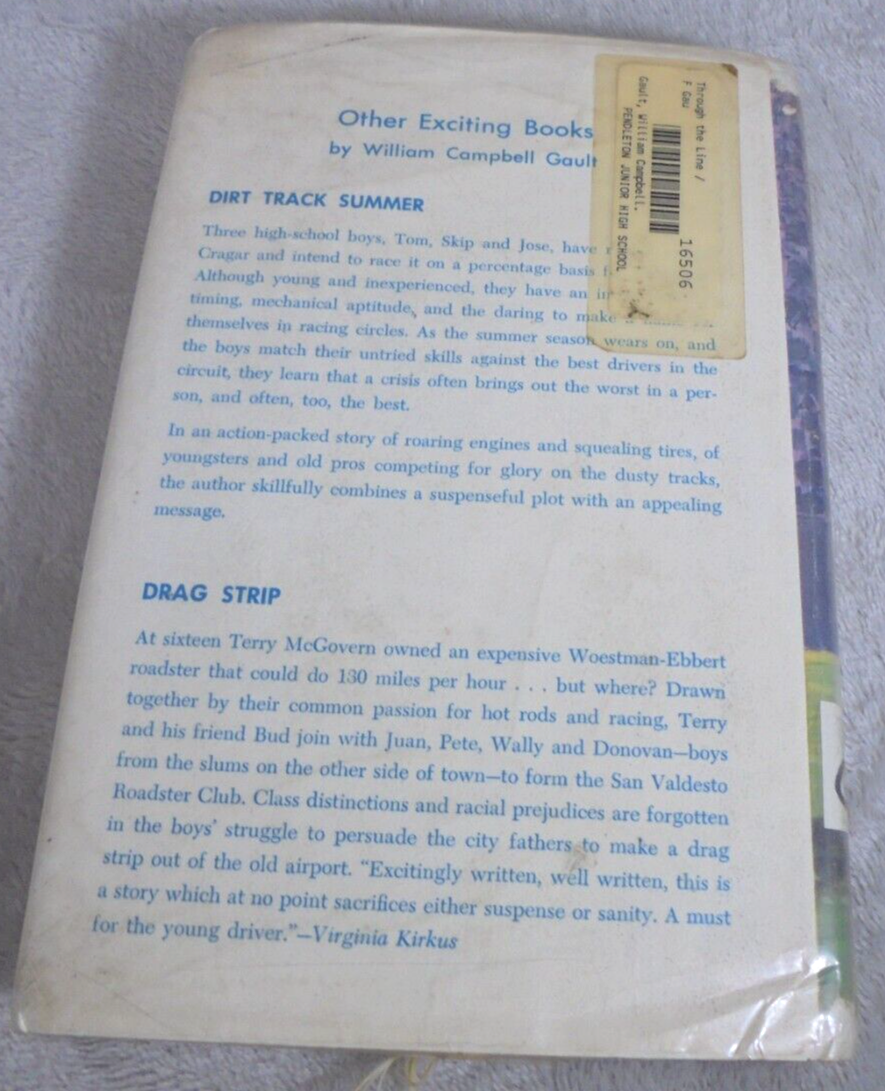 Other Exciting Books
by William Campbell Gault
DIRT TRACK SUMMER
Three high-school boys, Tom, Skip and Jose, have
Cragar and intend to race it on a percentage basis
Although young and inexperienced, they have an
timing, mechanical aptitude, and the daring to make
themselves in racing circles. As the summer season wears on, and
the boys match their untried skills against the best drivers in the
circuit, they learn that a crisis often brings out the worst in a per-
son, and often, too, the best.
In an action-packed story of roaring engines and squealing tires, of
youngsters and old pros competing for glory on the dusty tracks,
the author skillfully combines a suspenseful plot with an appealing
message.
DRAG STRIP
At sixteen Terry McGovern owned an expensive Woestman-Ebbert
roadster that could do 130 miles per hour . . . but where? Drawn
together by their common passion for hot rods and racing, Terry
and his friend Bud join with Juan, Pete, Wally and Donovan—boys
from the slums on the other side of town—to form the San Valdesto
Roadster Club. Class distinctions and racial prejudices are forgotten
in the boys' struggle to persuade the city fathers to make a drag
strip out of the old airport. “Excitingly written, well written, this is
a story which at no point sacrifices either suspense or sanity. A must
for the young driver.”—Virginia Kirkus
Through the Line /
F Gau
16506
Gault, William Campbell.
PENDLETON JUNIOR HIGH SCHOOL